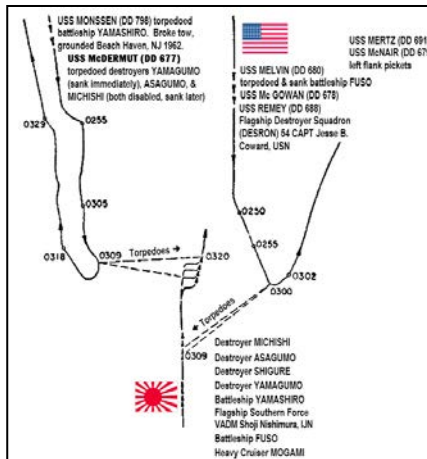 USS MONSSEN (DD 798) torpedoed
battleship YAMASHIRO. Broke tow,
grounded Beach Haven, NJ 1962.
USS McDERMUT (DD 677)
torpedoed destroyers YAMAGUMO
(sank immediately), ASAGUMO, &
MICHISHI (both disabled, sank later)
USS MERTZ (DD 691
USS McNAIR (DD 679
left flank pickets
USS MELVIN (DD 680)
torpedoed & sank battleship FUSO
USS Mc GOWAN (DD 678)
USS REMEY (DD 688)
Flagship Destroyer Squadron
(DESRON) 54 CAPT Jesse B.
Coward, USN
0329
0255
0305
0318
0309
Torpedoes
0320
0250
0255
0302
0300
Torpedoes
0309
Destroyer MICHISHI
Destroyer ASAGUMO
Destroyer SHIGURE
Destroyer YAMAGUMO
Battleship YAMASHIRO
Flagship Southern Force
VADM Shoji Nishimura, IJN
Battleship FUSO
Heavy Cruiser MOGAMI